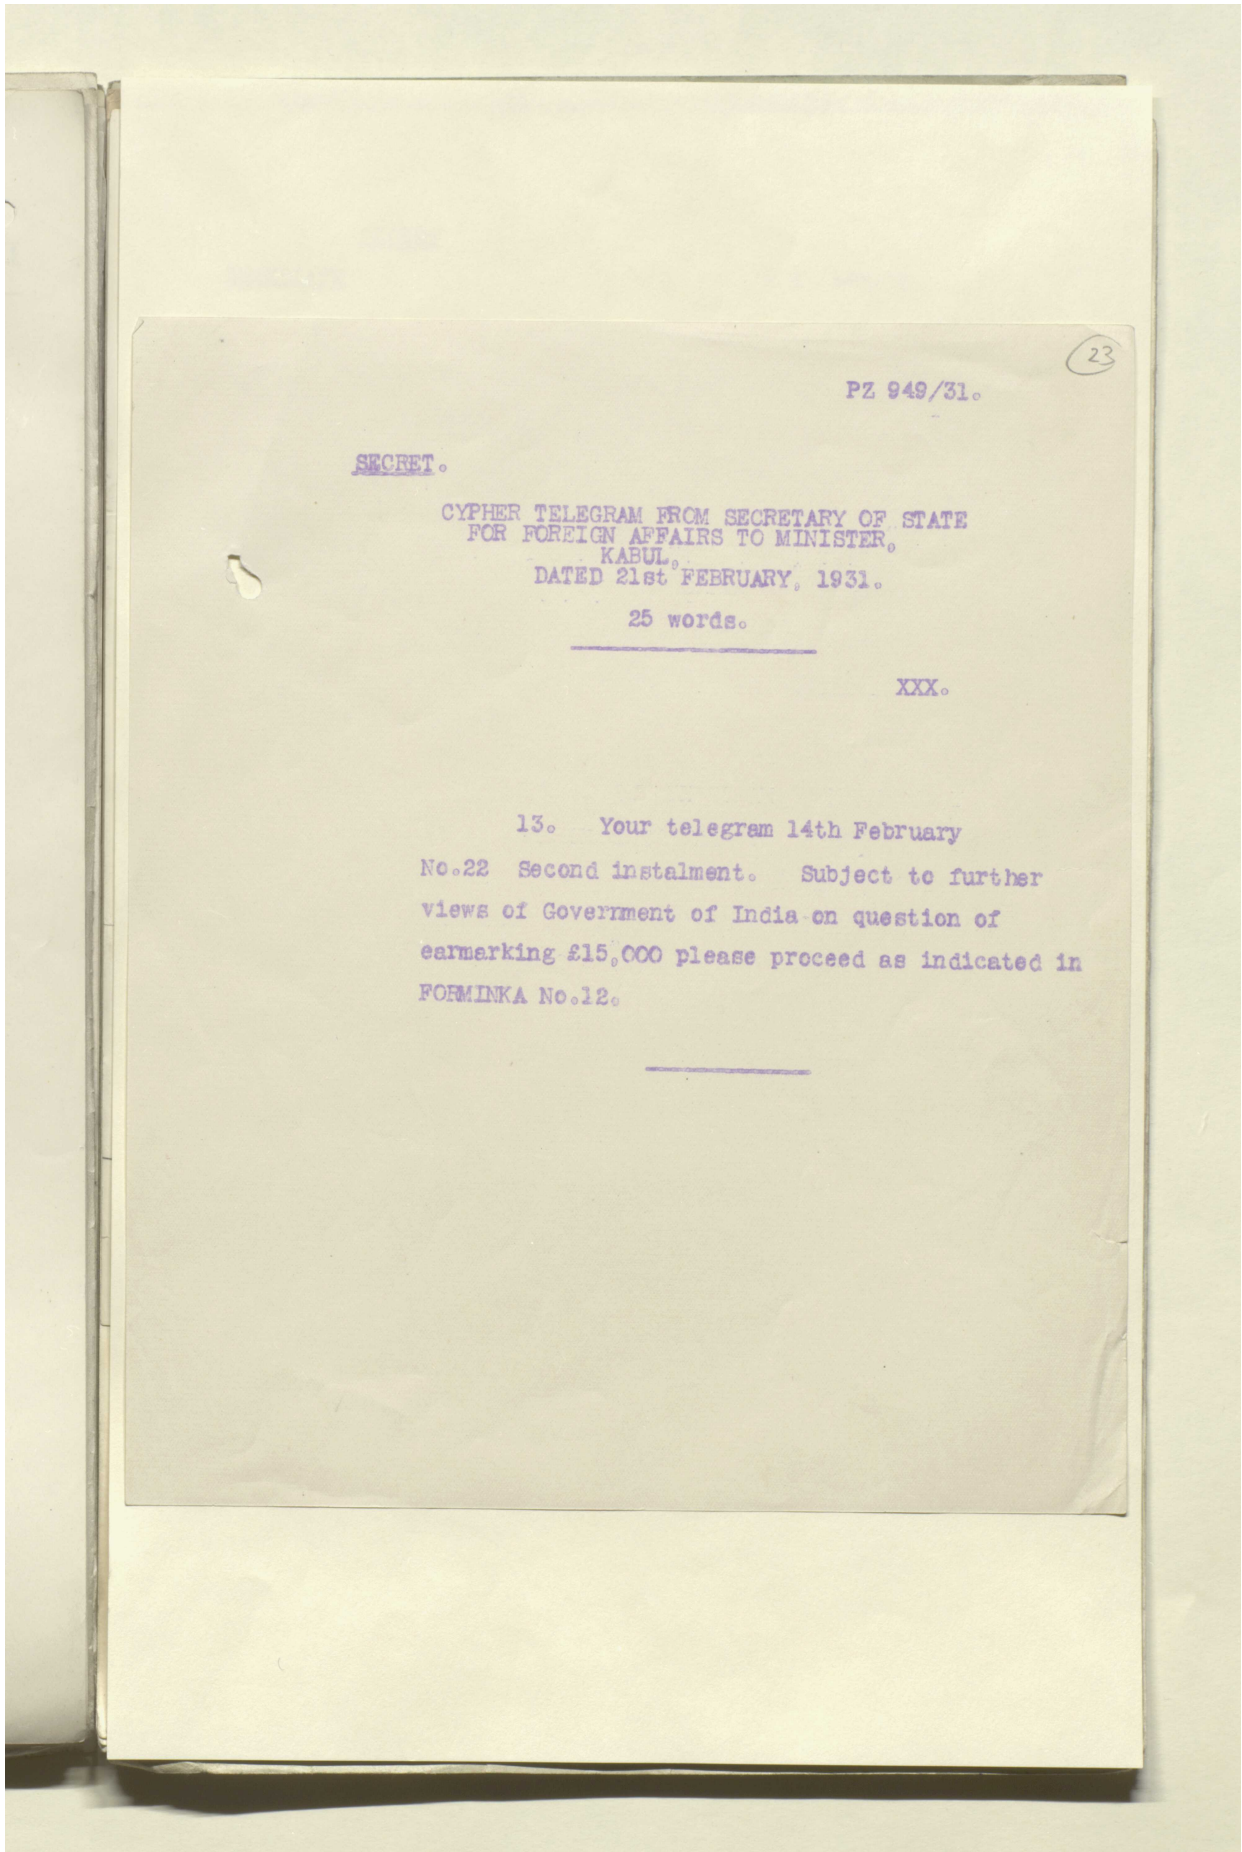 23
PZ 949/31.
SECRET.
CYPHER TELEGRAM FROM SECRETARY OF STATE
FOR FOREIGN AFFAIRS TO MINISTER,
KABUL,
DATED 21st FEBRUARY, 1931.
25 words.
XXX.
13. Your telegram 14th February
No.22 Second instalment. Subject to further
views of Government of India on question of
earmarking £15,000 please proceed as indicated in
FORMINKA No.12.